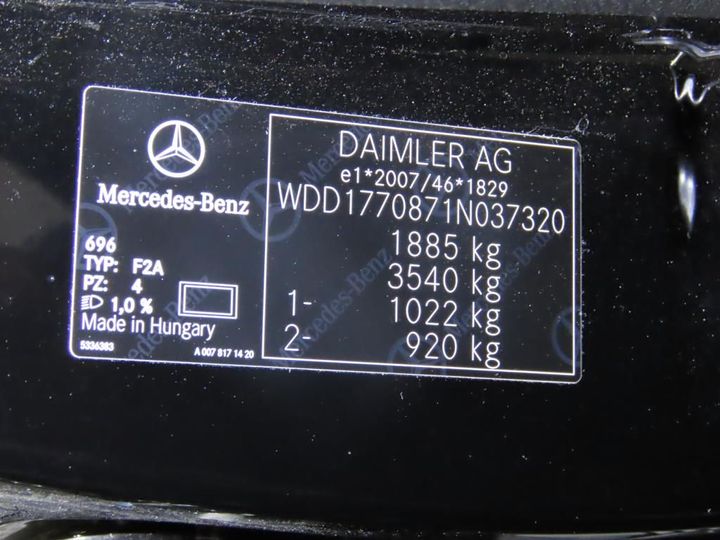 Mercedes-Benz
696
TYP: F2A
PZ: 4
1,0 %
Made in Hungary
5336383
A 007 817 14 20
DAIMLER AG
e1*2007/46*1829
WDD1770871N037320
1885 kg
3540 kg
1- 1022 kg
2- 920 kg